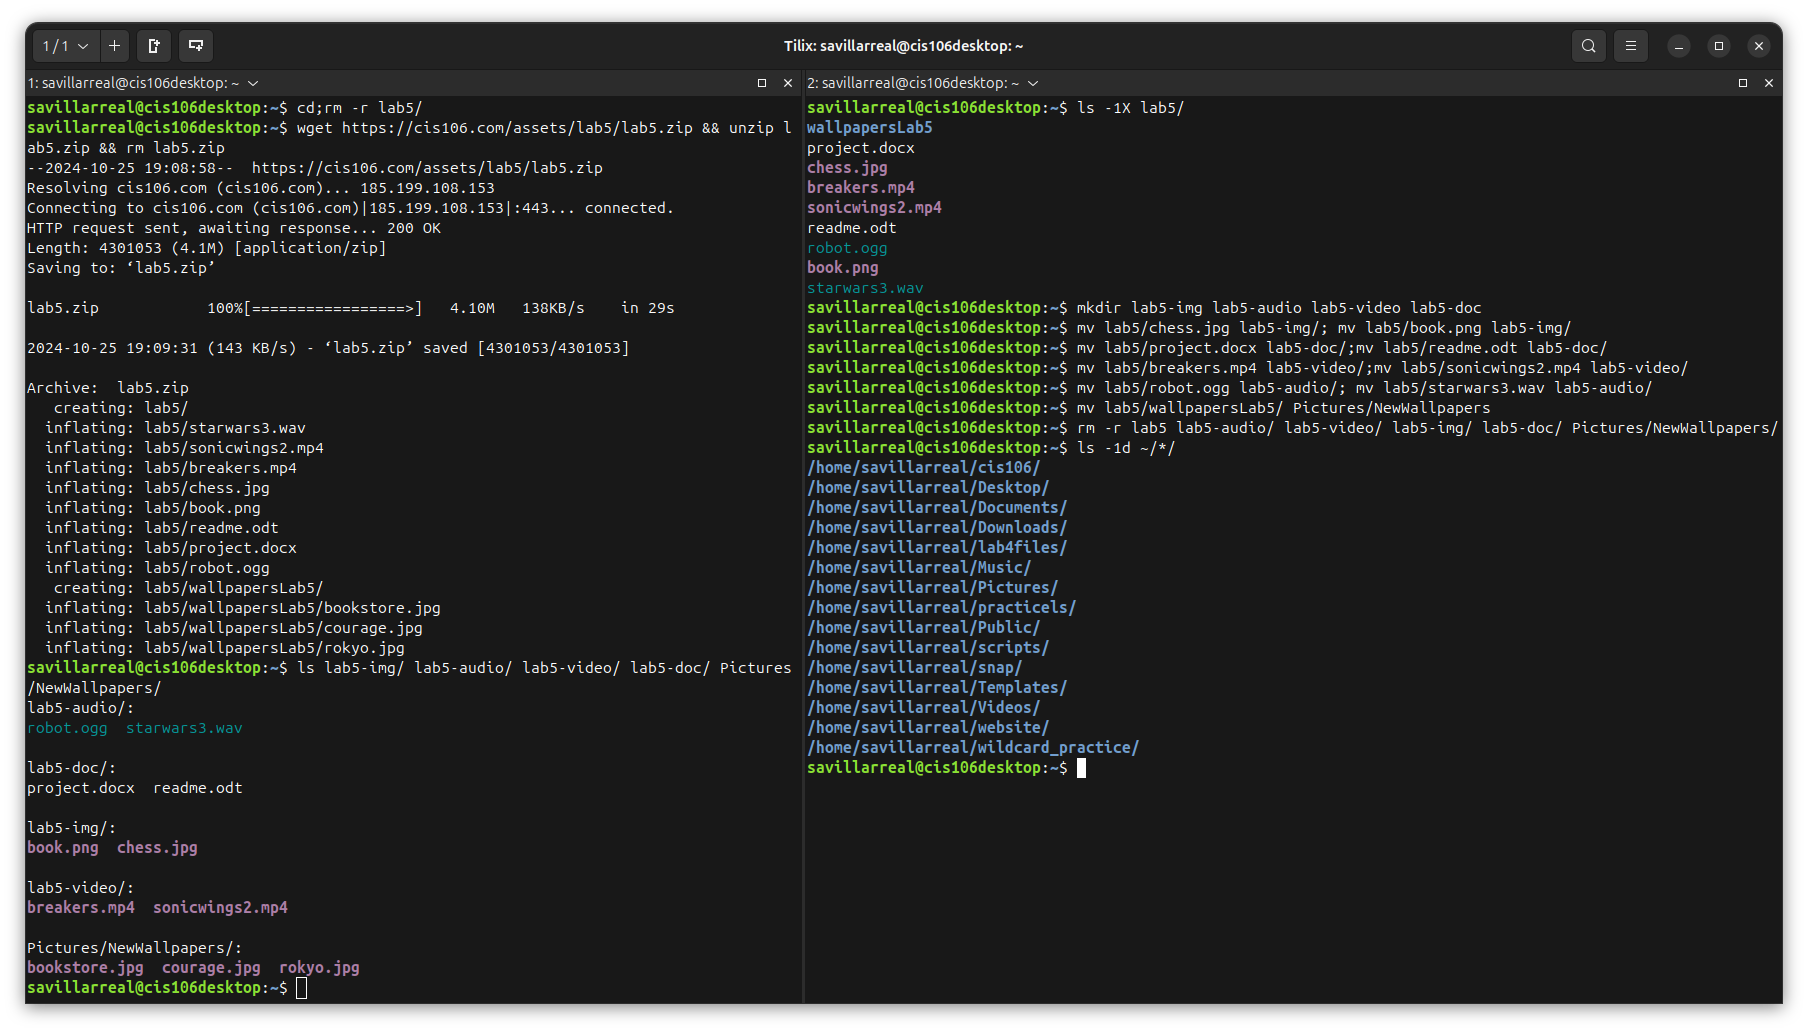 1 / 1
Tilix: savillarreal@cis106desktop: ~
1: savillarreal@cis106desktop: ~
savillarreal@cis106desktop:~$ cd;rm -r lab5/
savillarreal@cis106desktop:~$ wget https://cis106.com/assets/lab5/lab5.zip && unzip l
ab5.zip && rm lab5.zip
--2024-10-25 19:08:58--  https://cis106.com/assets/lab5/lab5.zip
Resolving cis106.com (cis106.com)... 185.199.108.153
Connecting to cis106.com (cis106.com)|185.199.108.153|:443... connected.
HTTP request sent, awaiting response... 200 OK
Length: 4301053 (4.1M) [application/zip]
Saving to: ‘lab5.zip’
lab5.zip            100%[=================>]   4.10M   138KB/s    in 29s
2024-10-25 19:09:31 (143 KB/s) - ‘lab5.zip’ saved [4301053/4301053]
Archive:  lab5.zip
   creating: lab5/
  inflating: lab5/starwars3.wav
  inflating: lab5/sonicwings2.mp4
  inflating: lab5/breakers.mp4
  inflating: lab5/chess.jpg
  inflating: lab5/book.png
  inflating: lab5/readme.odt
  inflating: lab5/project.docx
  inflating: lab5/robot.ogg
   creating: lab5/wallpapersLab5/
  inflating: lab5/wallpapersLab5/bookstore.jpg
  inflating: lab5/wallpapersLab5/courage.jpg
  inflating: lab5/wallpapersLab5/rokyo.jpg
savillarreal@cis106desktop:~$ ls lab5-img/ lab5-audio/ lab5-video/ lab5-doc/ Pictures
/NewWallpapers/
lab5-audio/:
robot.ogg  starwars3.wav
lab5-doc/:
project.docx  readme.odt
lab5-img/:
book.png  chess.jpg
lab5-video/:
breakers.mp4  sonicwings2.mp4
Pictures/NewWallpapers/:
bookstore.jpg  courage.jpg  rokyo.jpg
savillarreal@cis106desktop:~$
2: savillarreal@cis106desktop: ~
savillarreal@cis106desktop:~$ ls -1X lab5/
wallpapersLab5
project.docx
chess.jpg
breakers.mp4
sonicwings2.mp4
readme.odt
robot.ogg
book.png
starwars3.wav
savillarreal@cis106desktop:~$ mkdir lab5-img lab5-audio lab5-video lab5-doc
savillarreal@cis106desktop:~$ mv lab5/chess.jpg lab5-img/; mv lab5/book.png lab5-img/
savillarreal@cis106desktop:~$ mv lab5/project.docx lab5-doc/;mv lab5/readme.odt lab5-doc/
savillarreal@cis106desktop:~$ mv lab5/breakers.mp4 lab5-video/;mv lab5/sonicwings2.mp4 lab5-video/
savillarreal@cis106desktop:~$ mv lab5/robot.ogg lab5-audio/; mv lab5/starwars3.wav lab5-audio/
savillarreal@cis106desktop:~$ mv lab5/wallpapersLab5/ Pictures/NewWallpapers
savillarreal@cis106desktop:~$ rm -r lab5 lab5-audio/ lab5-video/ lab5-img/ lab5-doc/ Pictures/NewWallpapers/
savillarreal@cis106desktop:~$ ls -1d ~/*/
/home/savillarreal/cis106/
/home/savillarreal/Desktop/
/home/savillarreal/Documents/
/home/savillarreal/Downloads/
/home/savillarreal/lab4files/
/home/savillarreal/Music/
/home/savillarreal/Pictures/
/home/savillarreal/practicels/
/home/savillarreal/Public/
/home/savillarreal/scripts/
/home/savillarreal/snap/
/home/savillarreal/Templates/
/home/savillarreal/Videos/
/home/savillarreal/website/
/home/savillarreal/wildcard_practice/
savillarreal@cis106desktop:~$